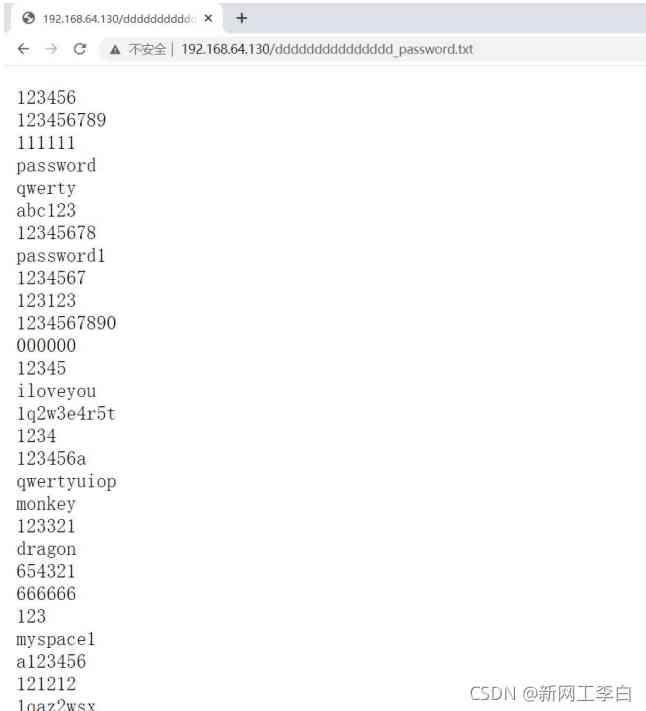 192.168.64.130/dddddddddd
不安全 | 192.168.64.130/dddddddddddddddd_password.txt
123456
123456789
111111
password
qwerty
abc123
12345678
password1
1234567
123123
1234567890
000000
12345
iloveyou
1q2w3e4r5t
1234
123456a
qwertyuiop
monkey
123321
dragon
654321
666666
123
myspace1
a123456
121212
1qaz2wsx
CSDN @新网工李白